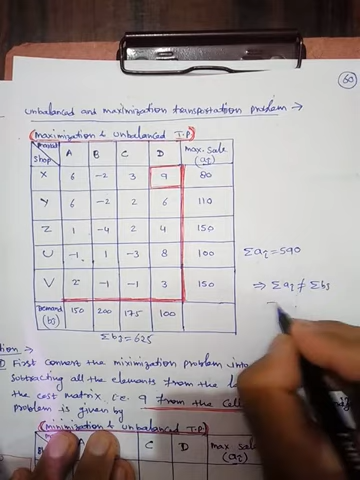 60
Unbalanced and maximization transportation problem →
Maximization & unbalanced T.P
Shop A B C D max. sale (ai)
X 6 -2 3 9 80
Y 6 -2 2 6 110
Z 1 -4 2 4 150
U -1 1 -3 8 100
V 2 -1 -1 3 150
Demand (bj) 150 200 175 100
Σai = 590
⇒ Σai ≠ Σbj
Σbj = 625
First convert the miximization problem into
subtracting all the elements from the
the cost matrix i.e. 9 from the cell
problem is given by
minimization & unbalanced T.P
A C D max sale
(ai)